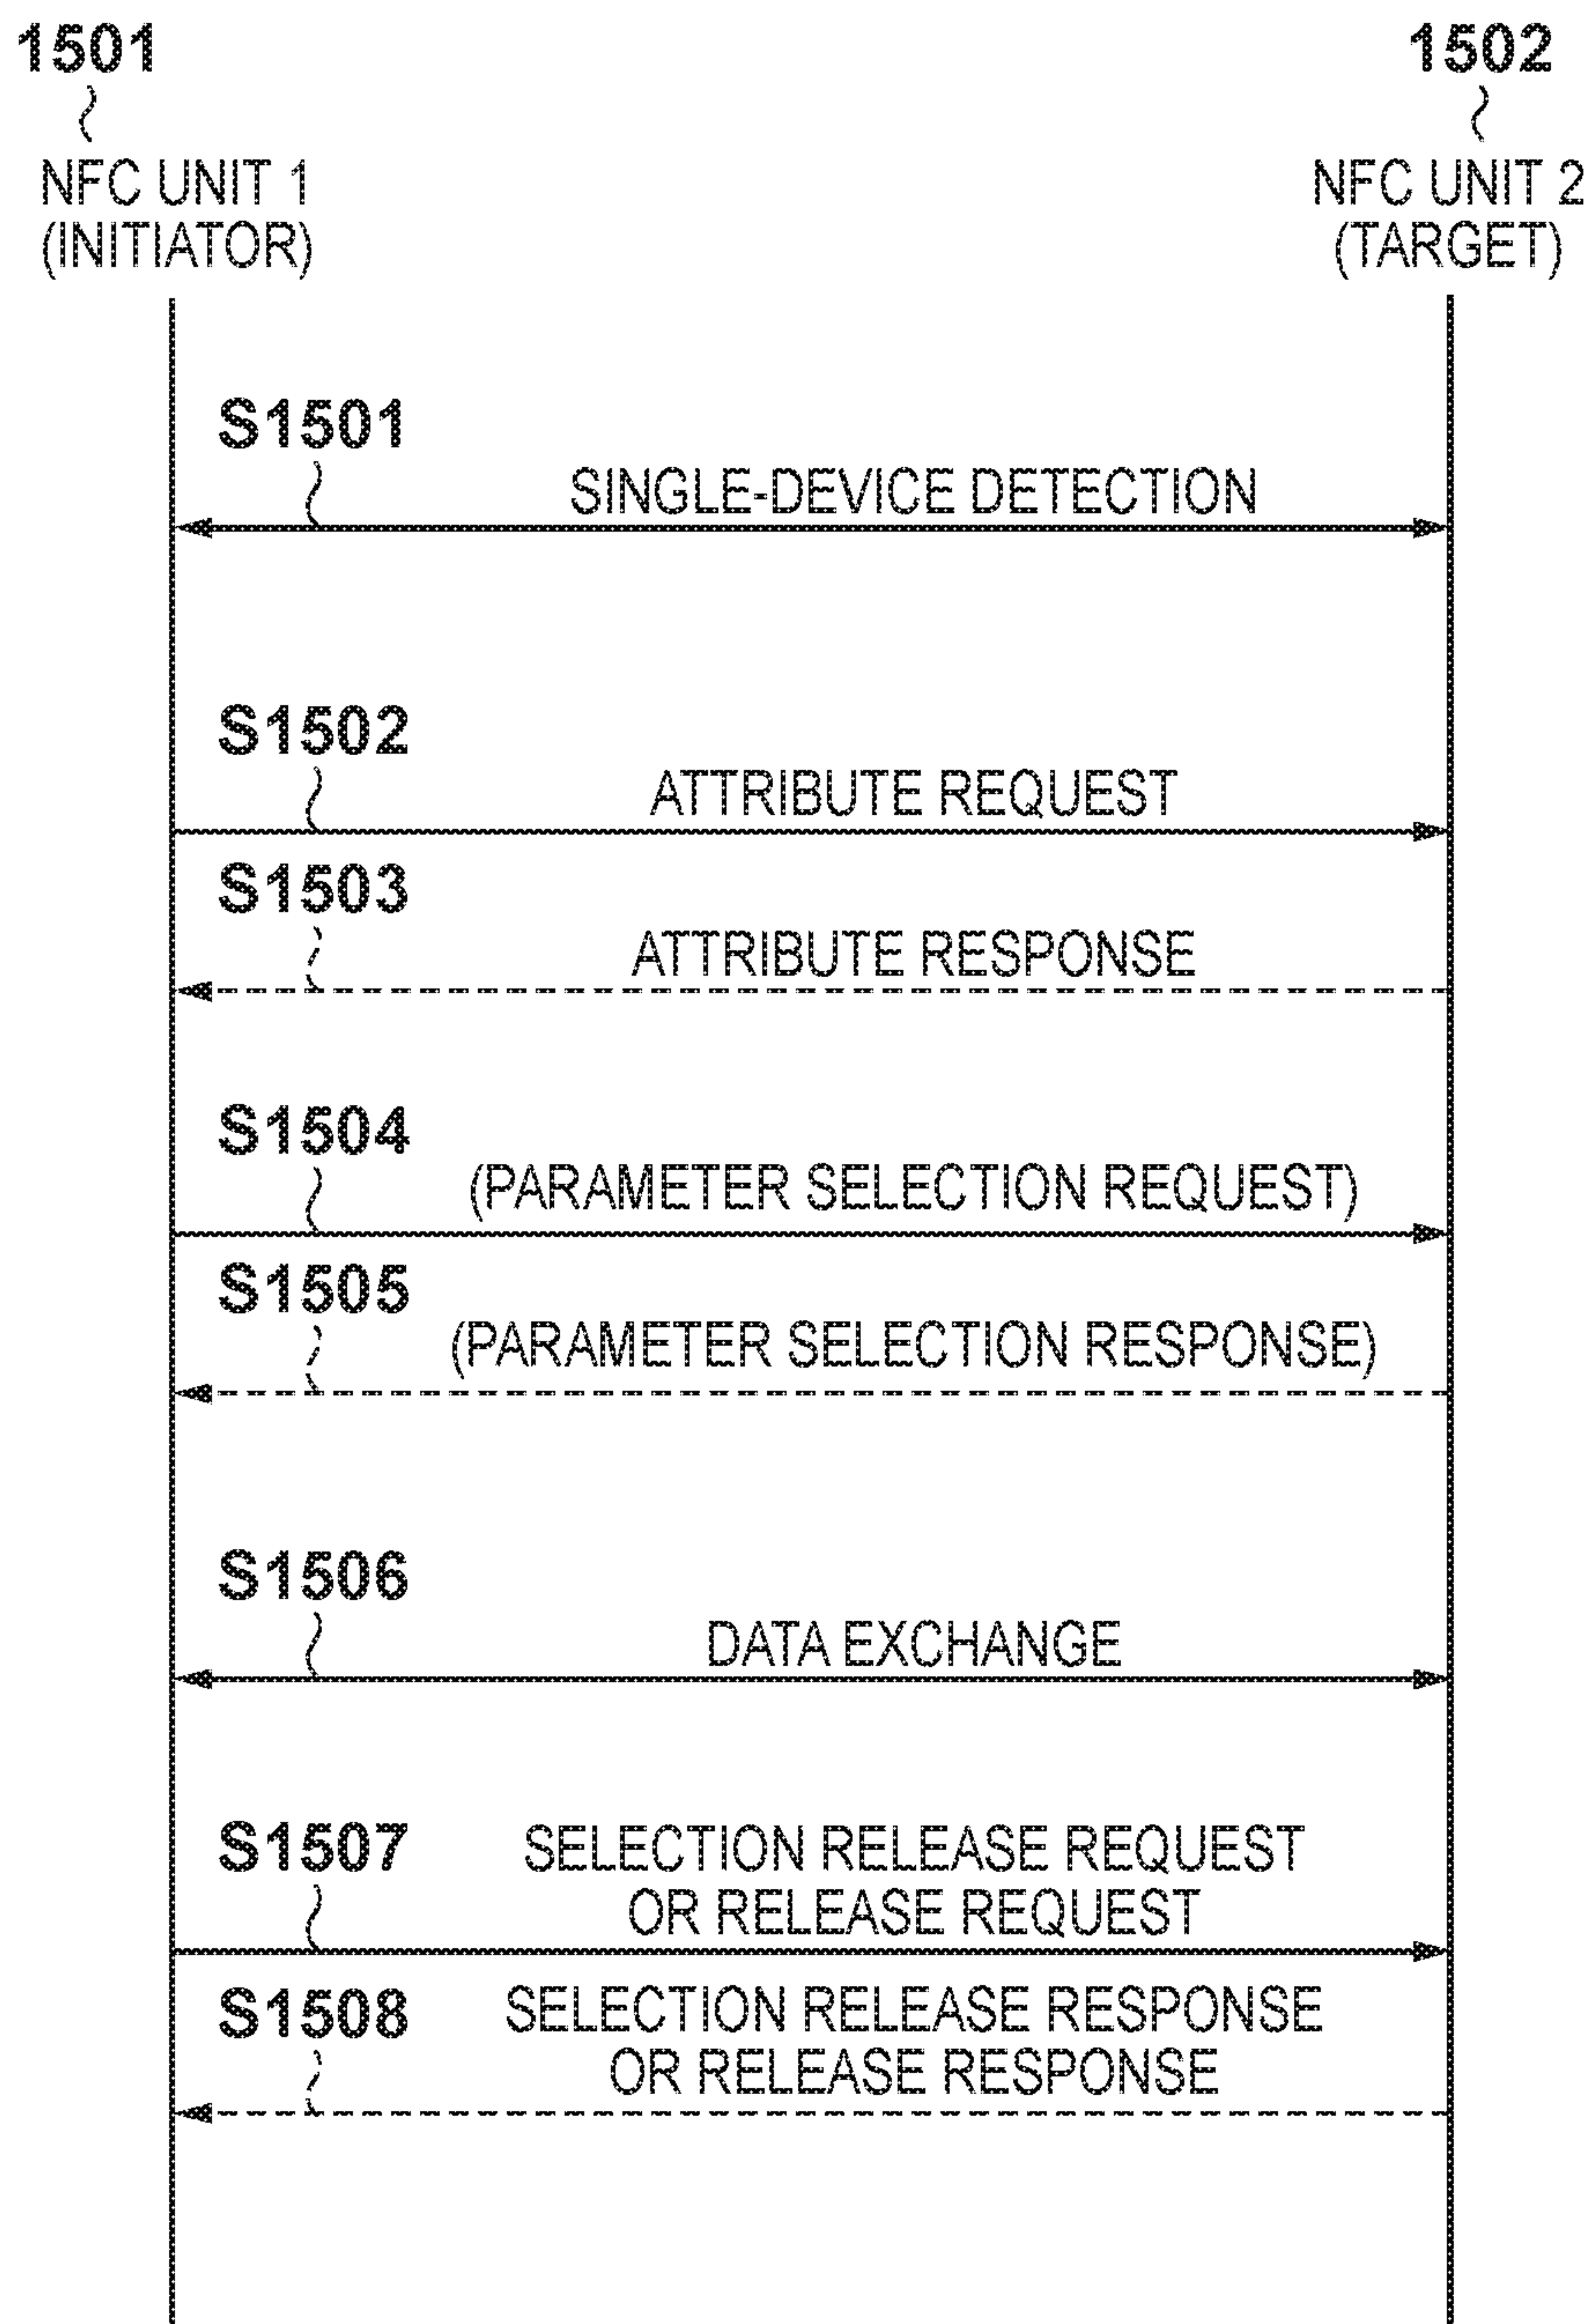 1501
1502
NFC UNIT 1
(INITIATOR)
NFC UNIT 2
(TARGET)
S1501
SINGLE-DEVICE DETECTION
S1502
ATTRIBUTE REQUEST
S1503
ATTRIBUTE RESPONSE
S1504
(PARAMETER SELECTION REQUEST)
S1505
(PARAMETER SELECTION RESPONSE)
S1506
DATA EXCHANGE
S1507
SELECTION RELEASE REQUEST
OR RELEASE REQUEST
S1508
SELECTION RELEASE RESPONSE
OR RELEASE RESPONSE